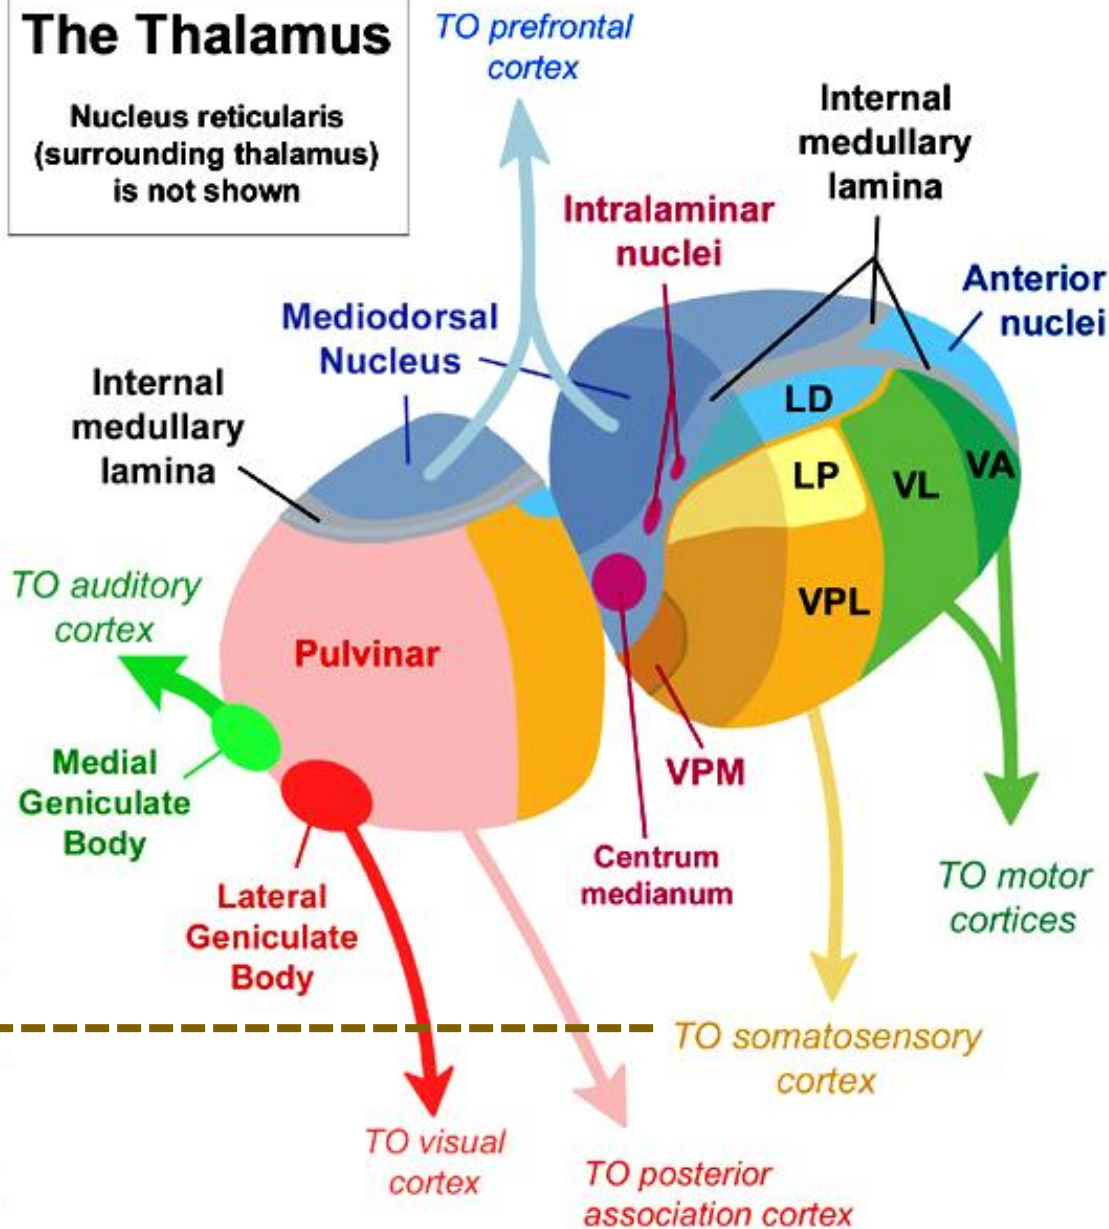 The Thalamus
Nucleus reticularis
(surrounding thalamus)
is not shown
TO prefrontal
cortex
Internal
medullary
lamina
Intralaminar
nuclei
Anterior
nuclei
Mediodorsal
Nucleus
Internal
medullary
lamina
LD
LP
VL
VA
TO auditory
cortex
VPL
Pulvinar
Medial
Geniculate
Body
VPM
Centrum
medianum
TO motor
cortices
Lateral
Geniculate
Body
TO somatosensory
cortex
TO visual
cortex
TO posterior
association cortex